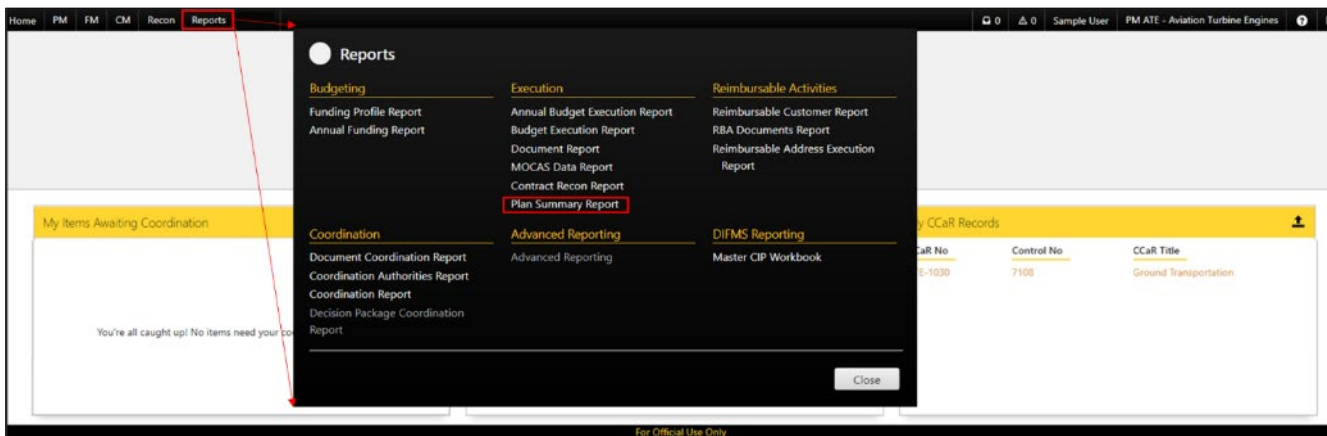 Home PM FM CM Recon Reports 0 0 Sample User PM ATE - Aviation Turbine Engines ?
Reports
Budgeting
Funding Profile Report
Annual Funding Report
Execution
Annual Budget Execution Report
Budget Execution Report
Document Report
MOCAS Data Report
Contract Recon Report
Plan Summary Report
Reimbursable Activities
Reimbursable Customer Report
RBA Documents Report
Reimbursable Address Execution
Report
Coordination
Document Coordination Report
Coordination Authorities Report
Coordination Report
Decision Package Coordination
Report
Advanced Reporting
Advanced Reporting
DIFMS Reporting
Master CIP Workbook
Close
My Items Awaiting Coordination
You're all caught up! No items need your
y CCaR Records
CaR No Control No CCaR Title
E-1030 7108 Ground Transportation
For Official Use Only